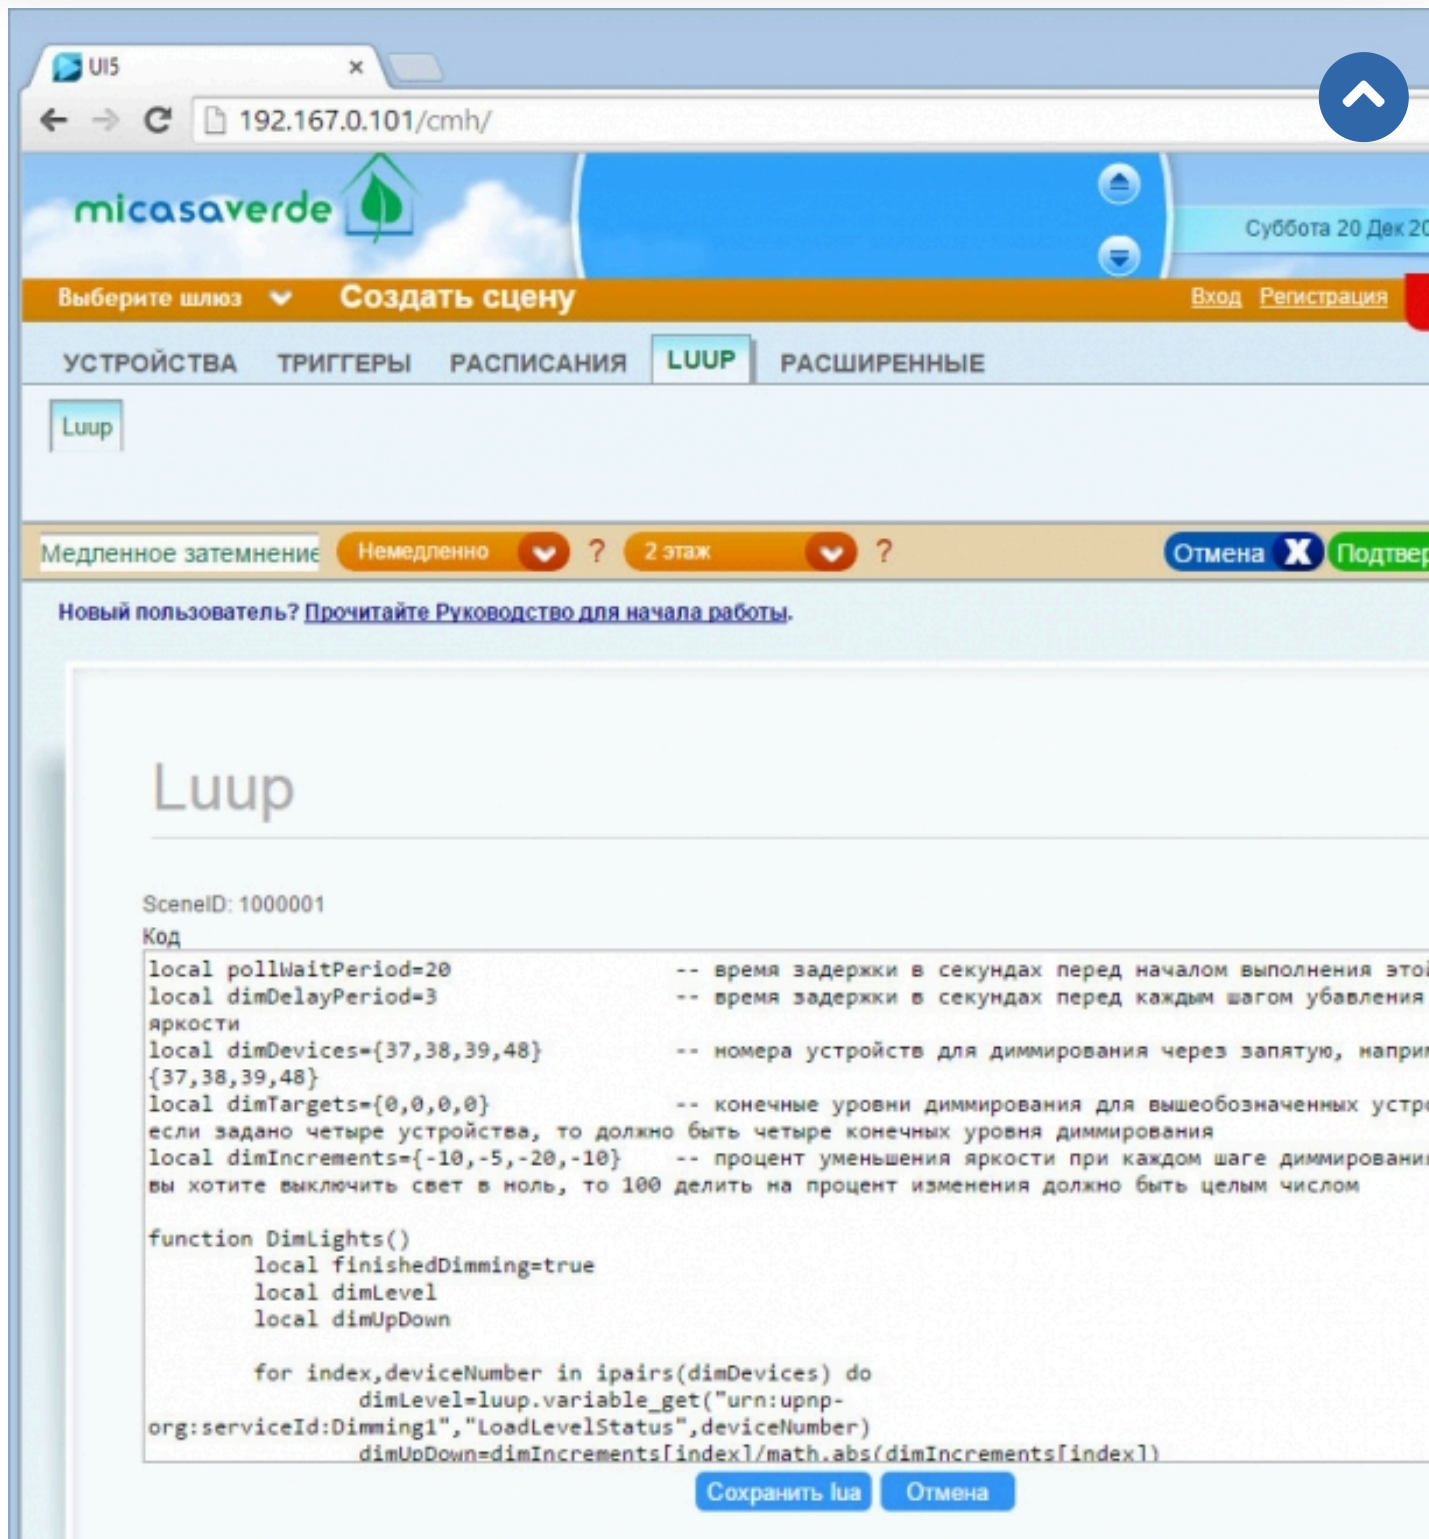 UI5
192.167.0.101/cmh/
micasaverde
Суббота 20 Дек 20
Выберите шлюз Создать сцену Вход Регистрация
УСТРОЙСТВА ТРИГГЕРЫ РАСПИСАНИЯ LUUP РАСШИРЕННЫЕ
Luup
Медленное затемнение Немедленно ? 2 этаж ? Отмена X Подтвер
Новый пользователь? Прочитайте Руководство для начала работы.
Luup
SceneID: 1000001
Код
local pollWaitPeriod=20 -- время задержки в секундах перед началом выполнения этой
local dimDelayPeriod=3 -- время задержки в секундах перед каждым шагом убавления
яркости
local dimDevices={37,38,39,48} -- номера устройств для диммирования через запятую, наприм
{37,38,39,48}
local dimTargets={0,0,0,0} -- конечные уровни диммирования для вышеобозначенных устро
если задано четыре устройства, то должно быть четыре конечных уровня диммирования
local dimIncrements={-10,-5,-20,-10} -- процент уменьшения яркости при каждом шаге диммировани
вы хотите выключить свет в ноль, то 100 делить на процент изменения должно быть целым числом
function DimLights()
local finishedDimming=true
local dimLevel
local dimUpDown
for index,deviceNumber in ipairs(dimDevices) do
dimLevel=luup.variable_get("urn:upnp-
org:serviceId:Dimming1","LoadLevelStatus",deviceNumber)
dimUpDown=dimIncrements[index]/math.abs(dimIncrements[index])
Сохранить lua Отмена